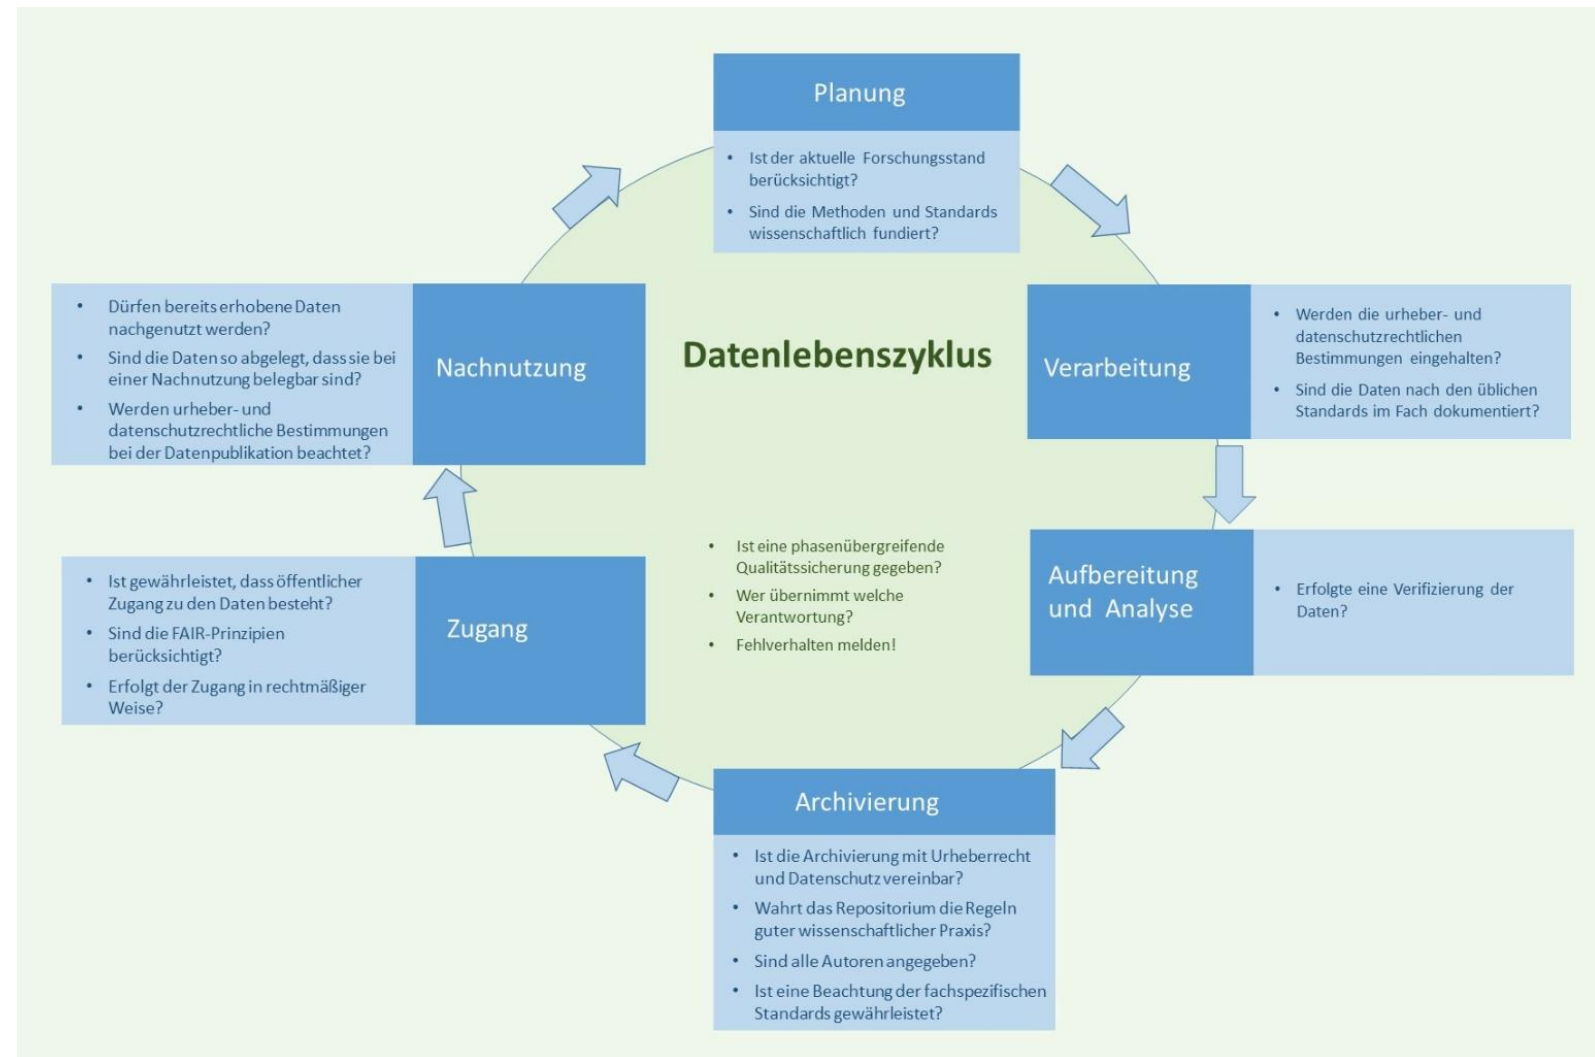 Planung
• Ist der aktuelle Forschungsstand
berücksichtigt?
• Sind die Methoden und Standards
wissenschaftlich fundiert?
Datenlebenszyklus
Verarbeitung
• Werden die urheber- und
datenschutzrechtlichen
Bestimmungen eingehalten?
• Sind die Daten nach den üblichen
Standards im Fach dokumentiert?
Aufbereitung
und Analyse
• Erfolgte eine Verifizierung der
Daten?
Archivierung
• Ist die Archivierung mit Urheberrecht
und Datenschutz vereinbar?
• Wahrt das Repositorium die Regeln
guter wissenschaftlicher Praxis?
• Sind alle Autoren angegeben?
• Ist eine Beachtung der fachspezifischen
Standards gewährleistet?
Zugang
• Ist gewährleistet, dass öffentlicher
Zugang zu den Daten besteht?
• Sind die FAIR-Prinzipien
berücksichtigt?
• Erfolgt der Zugang in rechtmäßiger
Weise?
Nachnutzung
• Dürfen bereits erhobene Daten
nachgenutzt werden?
• Sind die Daten so abgelegt, dass sie bei
einer Nachnutzung belegbar sind?
• Werden urheber- und
datenschutzrechtliche Bestimmungen
bei der Datenpublikation beachtet?
• Ist eine phasenübergreifende
Qualitätssicherung gegeben?
• Wer übernimmt welche
Verantwortung?
• Fehlverhalten melden!